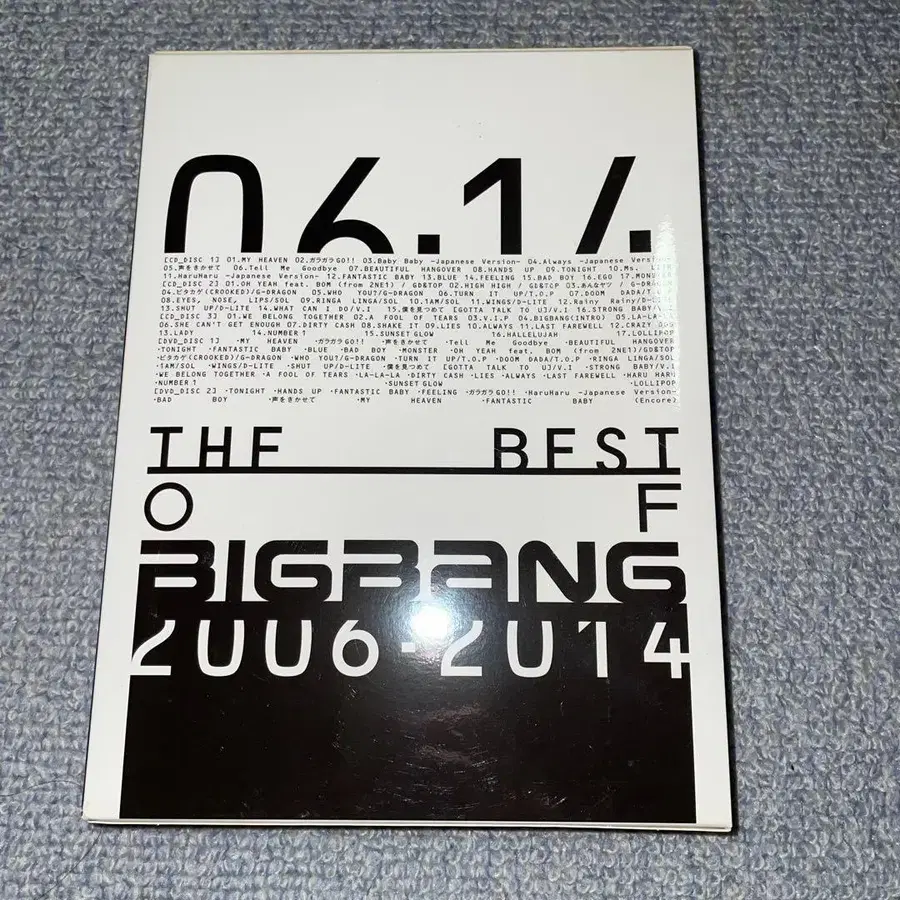 06.14
[CD_DISC 1] 01.MY HEAVEN 02.ガラガラGO!! 03.Baby Baby -Japanese Version- 04.Always -Japanese
05.声をきかせて 06.Tell Me Goodbye 07.BEAUTIFUL HANGOVER 08.HANDS UP 09.TONIGHT 10.Ms.
11.HaruHaru -Japanese Version- 12.FANTASTIC BABY 13.BLUE 14.FEELING 15.BAD BOY 16.EGO
[CD_DISC 2] 01.OH YEAH feat. BOM (from 2NE1) / GD&TOP 02.HIGH HIGH / GD&TOP 03.あんなヤツ
04.ピタカゲ(CROOKED)/G-DRAGON 05.WHO YOU?/G-DRAGON 06.TURN IT UP/T.O.P 07.DOOM
08.EYES, NOSE, LIPS/SOL 09.RINGA LINGA/SOL 10.1AM/SOL 11.WINGS/D-LITE 12.Rainy
13.SHUT UP/D-LITE 14.WHAT CAN I DO/V.I 15.僕を見つめて [GOTTA TALK TO U]/V.I 16.STRONG
[CD_DISC 3] 01.WE BELONG TOGETHER 02.A FOOL OF TEARS 03.V.I.P 04.BIGBANG(INTRO) 05.LA-LA-LA
06.SHE CAN'T GET ENOUGH 07.DIRTY CASH 08.SHAKE IT 09.LIES 10.ALWAYS 11.LAST FAREWELL 12.CRAZY DOG
13.LADY 14.NUMBER 1 15.SUNSET GLOW 16.HALLELUJAH 17.LOLLIPOP
[DVD_DISC 1] ・MY HEAVEN ・ガラガラGO!! ・声をきかせて ・Tell Me Goodbye ・BEAUTIFUL HANGOVER
・TONIGHT ・FANTASTIC BABY ・BLUE ・BAD BOY ・MONSTER ・OH YEAH feat. BOM (from 2NE1)/GD&TOP
・ピタカゲ(CROOKED)/G-DRAGON ・WHO YOU?/G-DRAGON ・TURN IT UP/T.O.P ・DOOM DADA/T.O.P ・RINGA LINGA/SOL
・1AM/SOL ・WINGS/D-LITE ・SHUT UP/D-LITE ・僕を見つめて [GOTTA TALK TO U]/V.I ・STRONG BABY/V.I
・WE BELONG TOGETHER ・A FOOL OF TEARS ・LA-LA-LA ・DIRTY CASH ・LIES ・ALWAYS ・LAST FAREWELL ・HARU HARU
・NUMBER 1 ・SUNSET GLOW ・LOLLIPOP
[DVD_DISC 2] ・TONIGHT ・HANDS UP ・FANTASTIC BABY ・FEELING ・ガラガラGO!! ・HaruHaru -Japanese Version-
・BAD BOY ・声をきかせて ・MY HEAVEN ・FANTASTIC BABY (Encore)
THE BEST
OF
BIGBANG
2006-2014